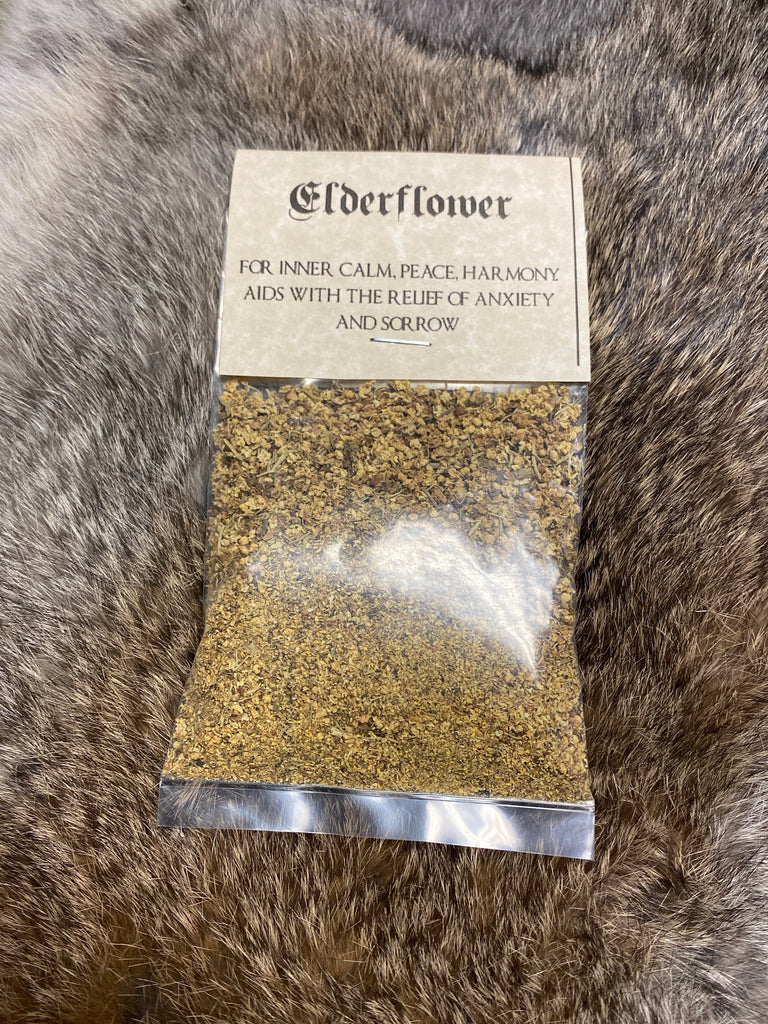 Elderflower
FOR INNER CALM, PEACE, HARMONY.
AIDS WITH THE RELIEF OF ANXIETY
AND SORROW